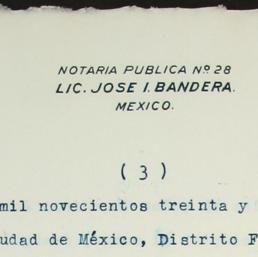 NOTARIA PUBLICA Nº 28
LIC. JOSE I. BANDERA.
MEXICO.
( 3 )
mil novecientos treinta y
udad de México, Distrito F